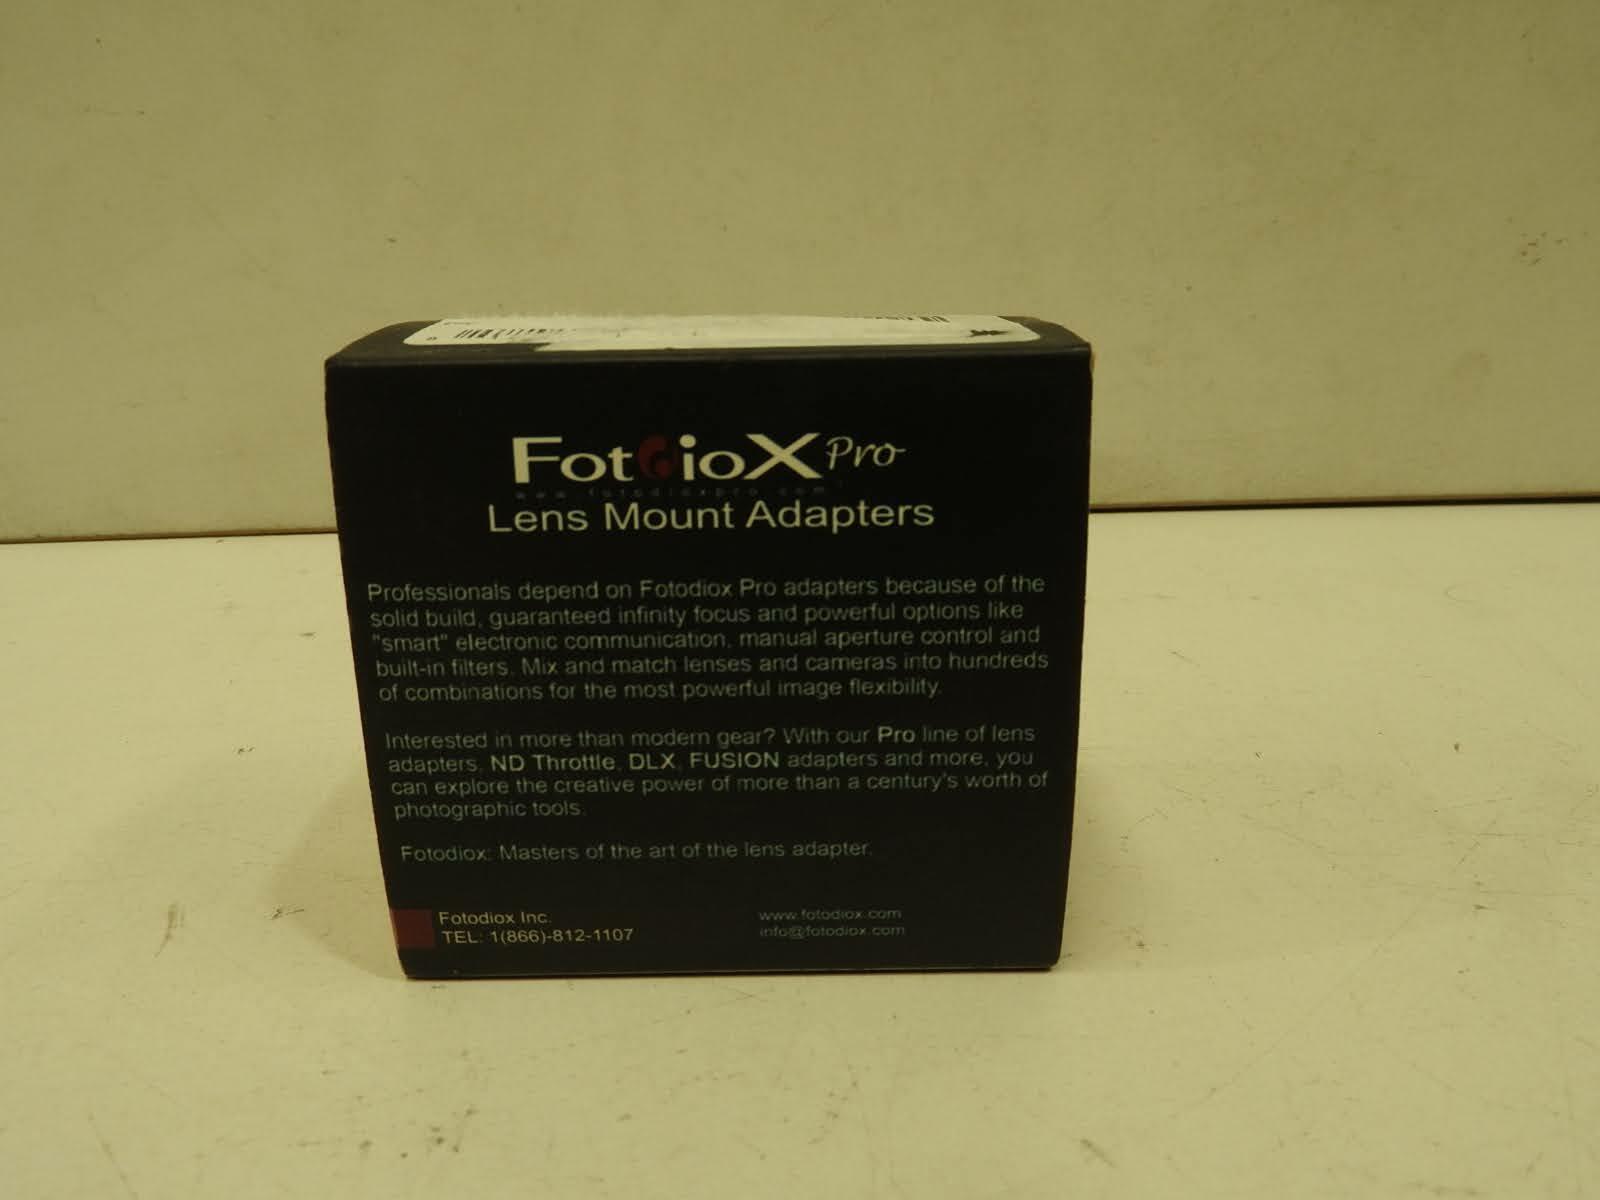 FotdioX Pro
www.fotodioxpro.com
Lens Mount Adapters
Professionals depend on Fotodiox Pro adapters because of the
solid build, guaranteed infinity focus and powerful options like
"smart" electronic communication, manual aperture control and
built-in filters. Mix and match lenses and cameras into hundreds
of combinations for the most powerful image flexibility.
Interested in more than modern gear? With our Pro line of lens
adapters, ND Throttle, DLX, FUSION adapters and more, you
can explore the creative power of more than a century's worth of
photographic tools.
Fotodiox: Masters of the art of the lens adapter.
Fotodiox Inc.
TEL: 1(866)-812-1107
www.fotodiox.com
info@fotodiox.com